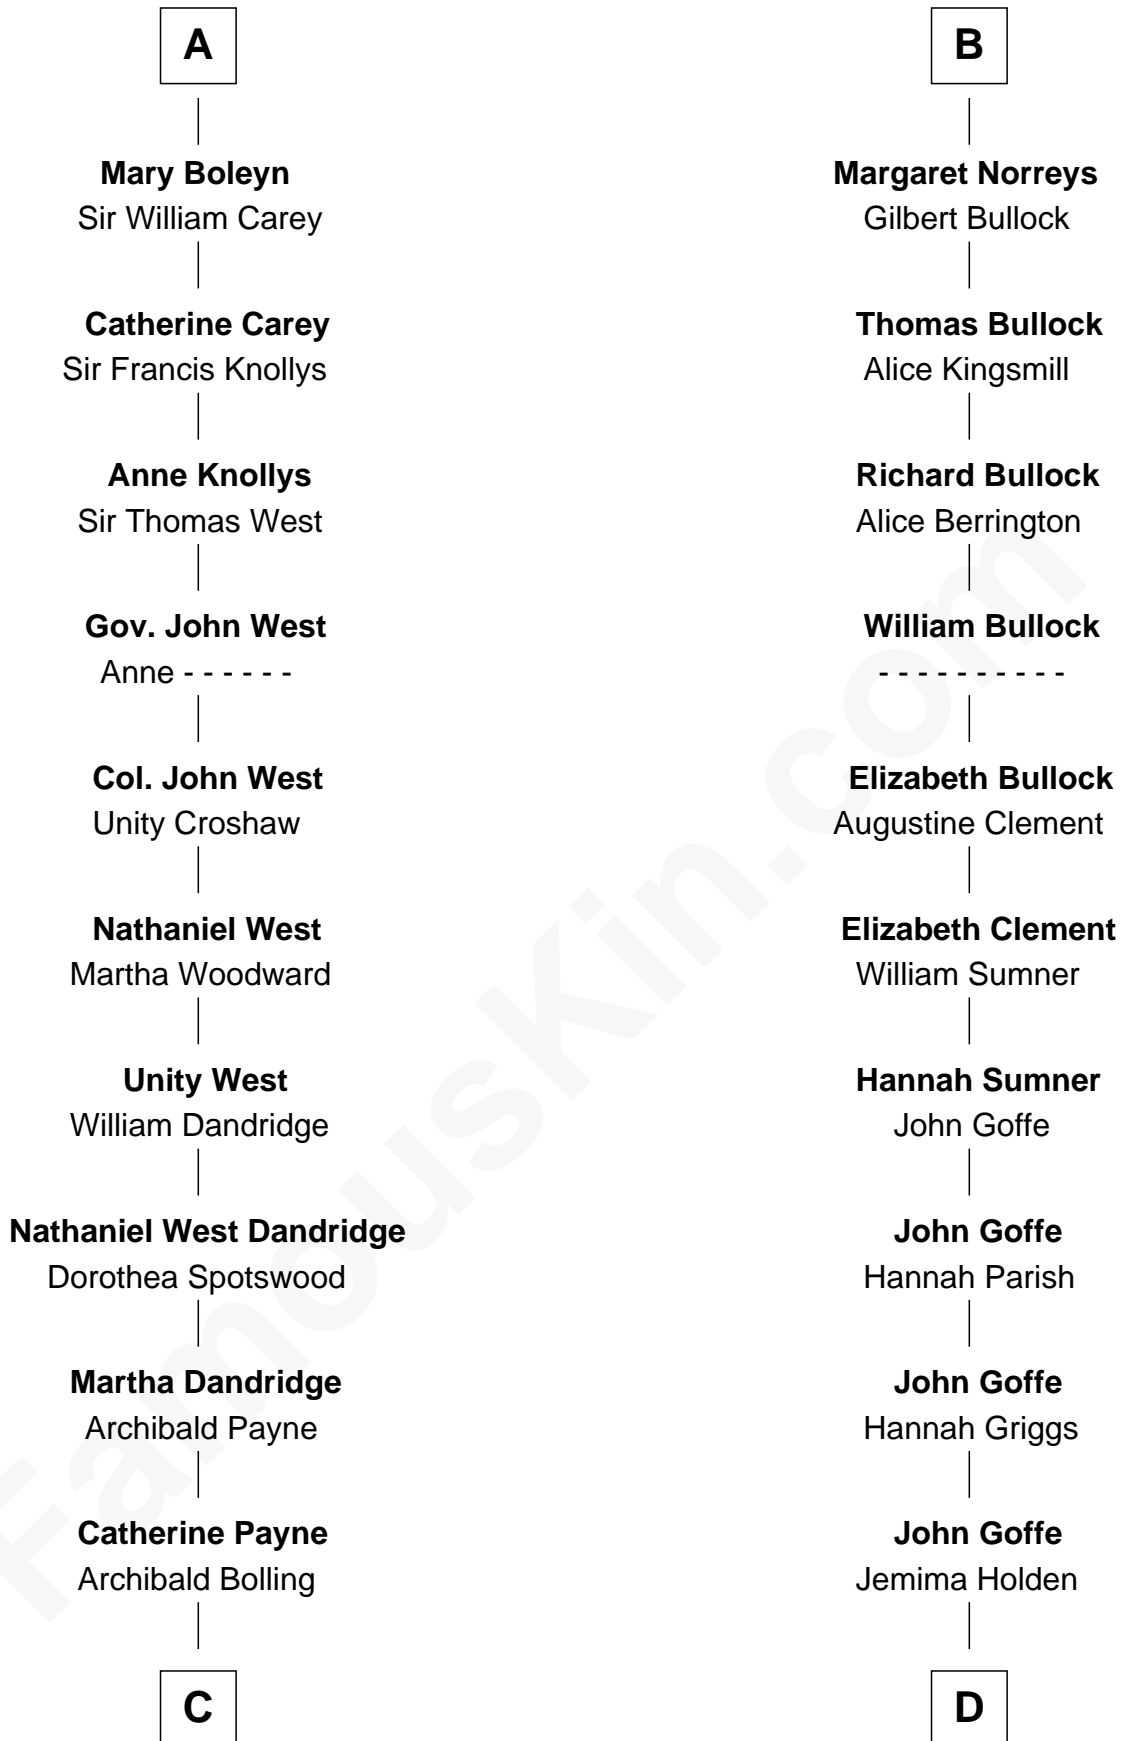 A
Mary Boleyn
Sir William Carey
Catherine Carey
Sir Francis Knollys
Anne Knollys
Sir Thomas West
Gov. John West
Anne - - - - - -
Col. John West
Unity Croshaw
Nathaniel West
Martha Woodward
Unity West
William Dandridge
Nathaniel West Dandridge
Dorothea Spotswood
Martha Dandridge
Archibald Payne
Catherine Payne
Archibald Bolling
C
B
Margaret Norreys
Gilbert Bullock
Thomas Bullock
Alice Kingsmill
Richard Bullock
Alice Berrington
William Bullock
- - - - - - - - - -
Elizabeth Bullock
Augustine Clement
Elizabeth Clement
William Sumner
Hannah Sumner
John Goffe
John Goffe
Hannah Parish
John Goffe
Hannah Griggs
John Goffe
Jemima Holden
D
FamousKin.com